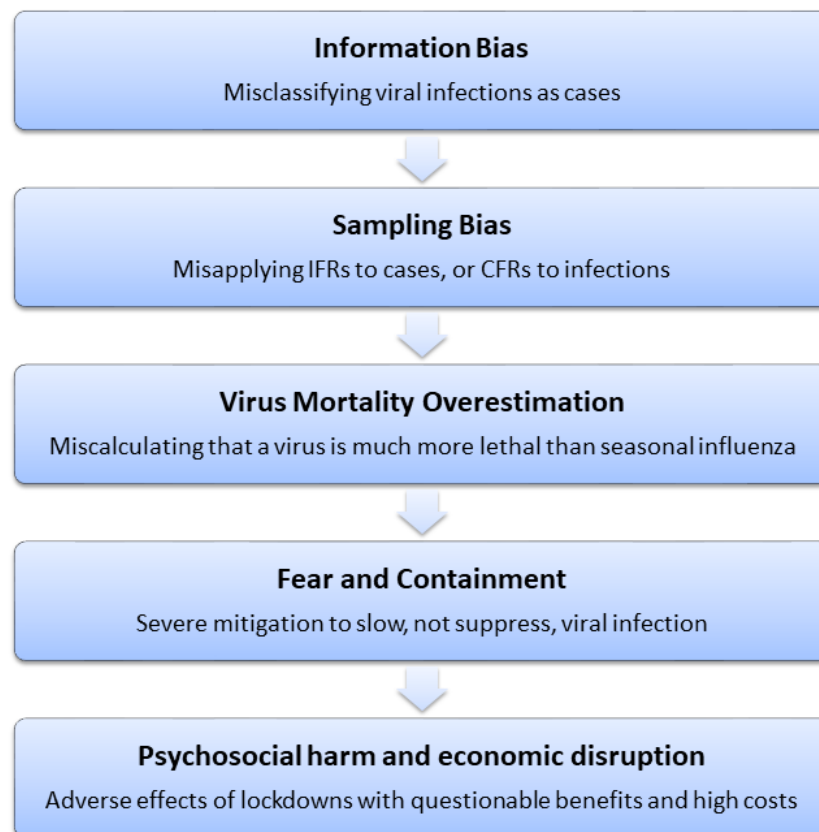 Information Bias
Misclassifying viral infections as cases
Sampling Bias
Misapplying IFRs to cases, or CFRs to infections
Virus Mortality Overestimation
Miscalculating that a virus is much more lethal than seasonal influenza
Fear and Containment
Severe mitigation to slow, not suppress, viral infection
Psychosocial harm and economic disruption
Adverse effects of lockdowns with questionable benefits and high costs